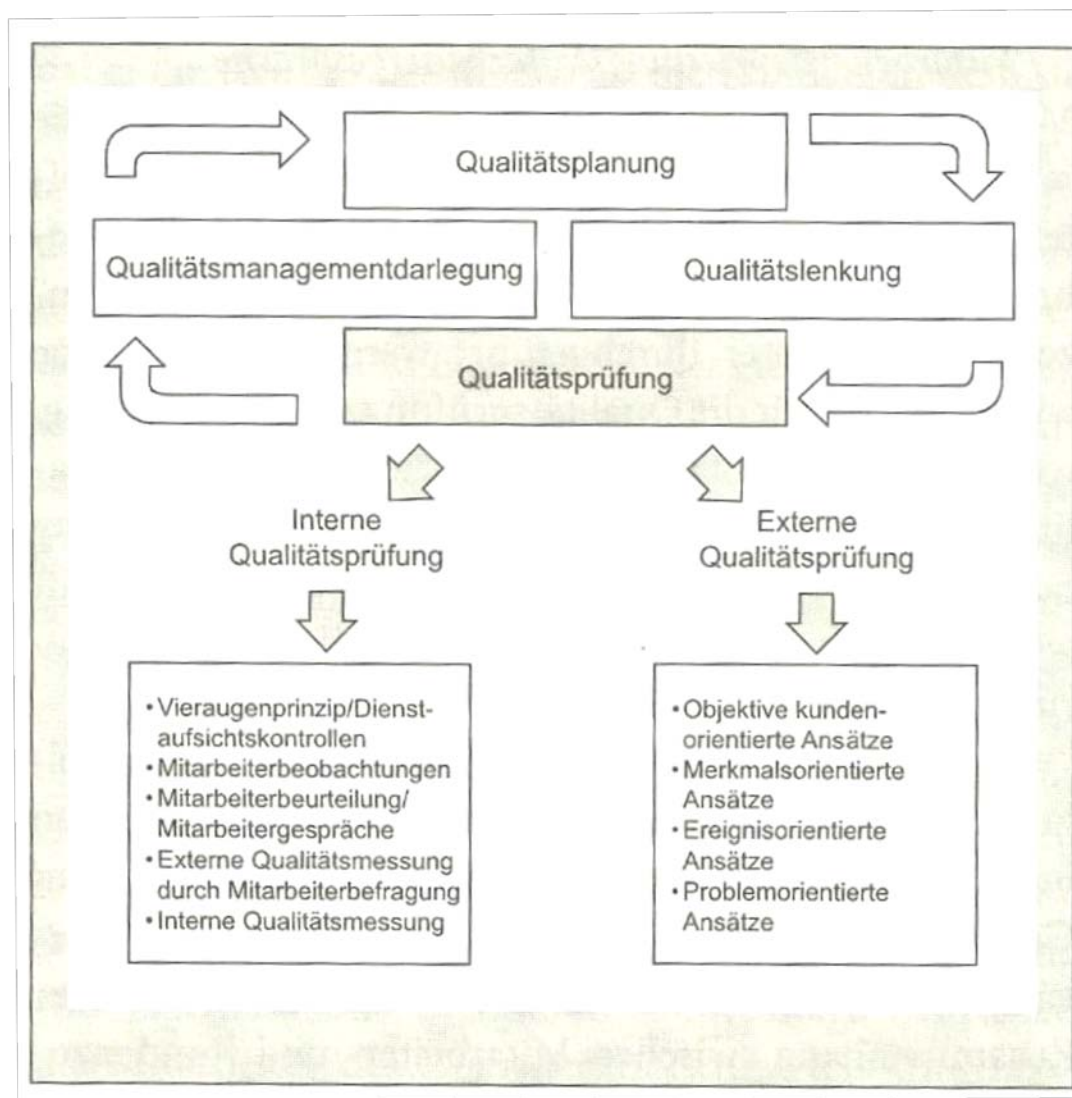 Qualitätsplanung
Qualitätsmanagementdarlegung
Qualitätslenkung
Qualitätsprüfung
Interne
Qualitätsprüfung
Externe
Qualitätsprüfung
• Vieraugenprinzip/Dienst-
aufsichtskontrollen
• Mitarbeiterbeobachtungen
• Mitarbeiterbeurteilung/
Mitarbeitergespräche
• Externe Qualitätsmessung
durch Mitarbeiterbefragung
• Interne Qualitätsmessung
• Objektive kunden-
orientierte Ansätze
• Merkmalsorientierte
Ansätze
• Ereignisorientierte
Ansätze
• Problemorientierte
Ansätze